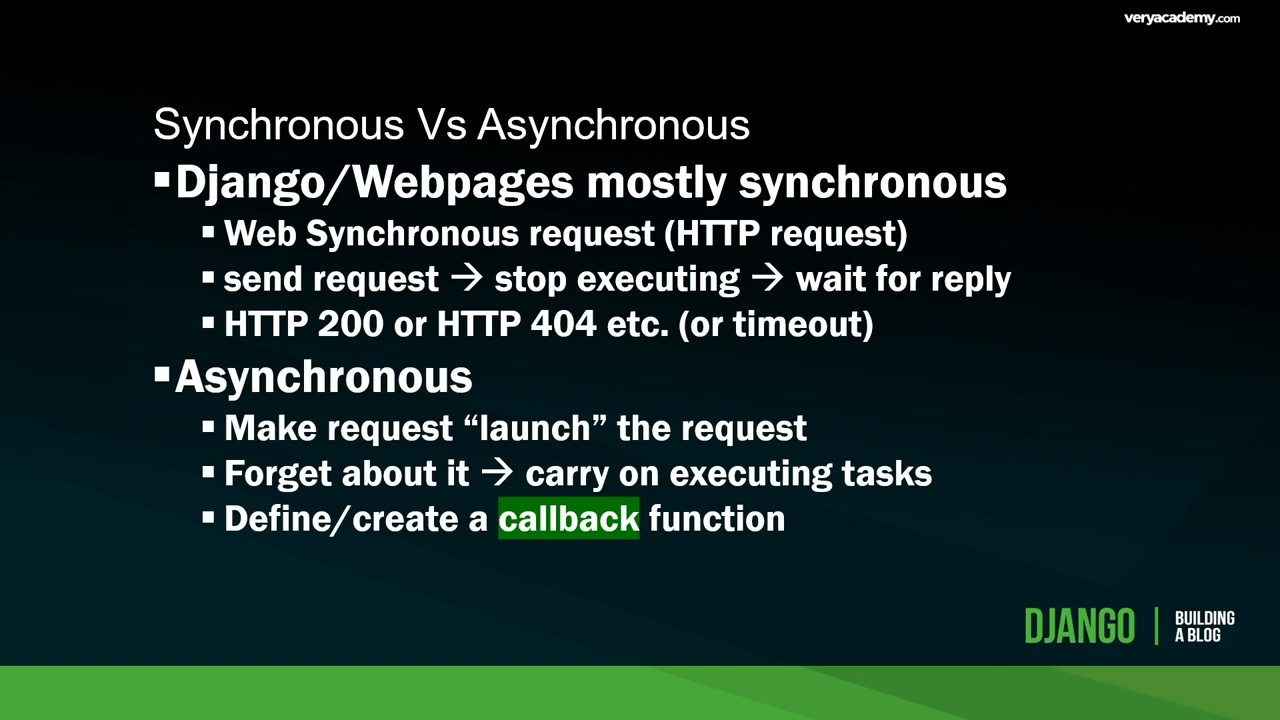 veryacademy.com
Synchronous Vs Asynchronous
▪Django/Webpages mostly synchronous
▪ Web Synchronous request (HTTP request)
▪ send request → stop executing → wait for reply
▪ HTTP 200 or HTTP 404 etc. (or timeout)
▪Asynchronous
▪ Make request “launch” the request
▪ Forget about it → carry on executing tasks
▪ Define/create a callback function
DJANGO | BUILDING
A BLOG